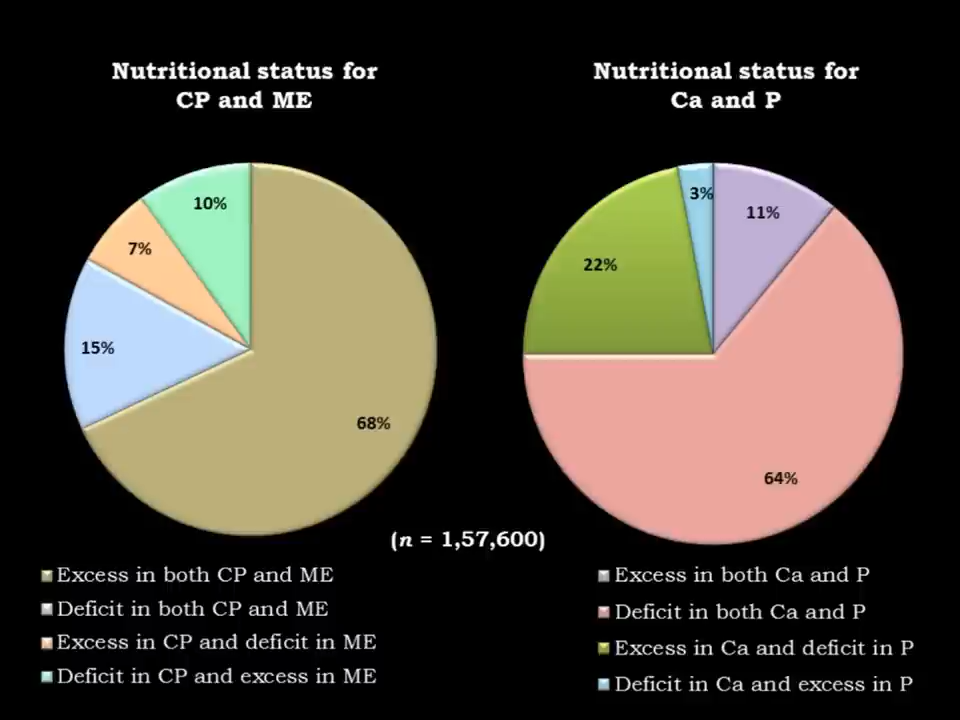 Nutritional status for
CP and ME
10%
7%
15%
68%
Nutritional status for
Ca and P
3%
11%
22%
64%
(n = 1,57,600)
Excess in both CP and ME
Deficit in both CP and ME
Excess in CP and deficit in ME
Deficit in CP and excess in ME
Excess in both Ca and P
Deficit in both Ca and P
Excess in Ca and deficit in P
Deficit in Ca and excess in P